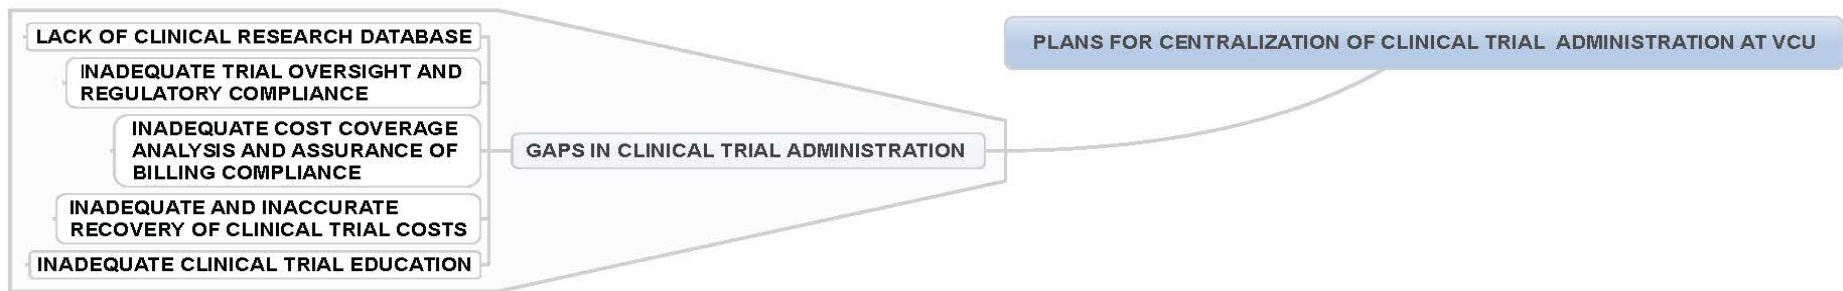 PLANS FOR CENTRALIZATION OF CLINICAL TRIAL ADMINISTRATION AT VCU
GAPS IN CLINICAL TRIAL ADMINISTRATION
LACK OF CLINICAL RESEARCH DATABASE
INADEQUATE TRIAL OVERSIGHT AND
REGULATORY COMPLIANCE
INADEQUATE COST COVERAGE
ANALYSIS AND ASSURANCE OF
BILLING COMPLIANCE
INADEQUATE AND INACCURATE
RECOVERY OF CLINICAL TRIAL COSTS
INADEQUATE CLINICAL TRIAL EDUCATION